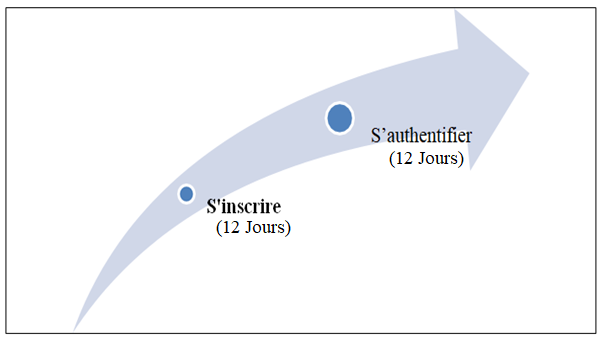 S’authentifier
(12 Jours)
S'inscrire
(12 Jours)